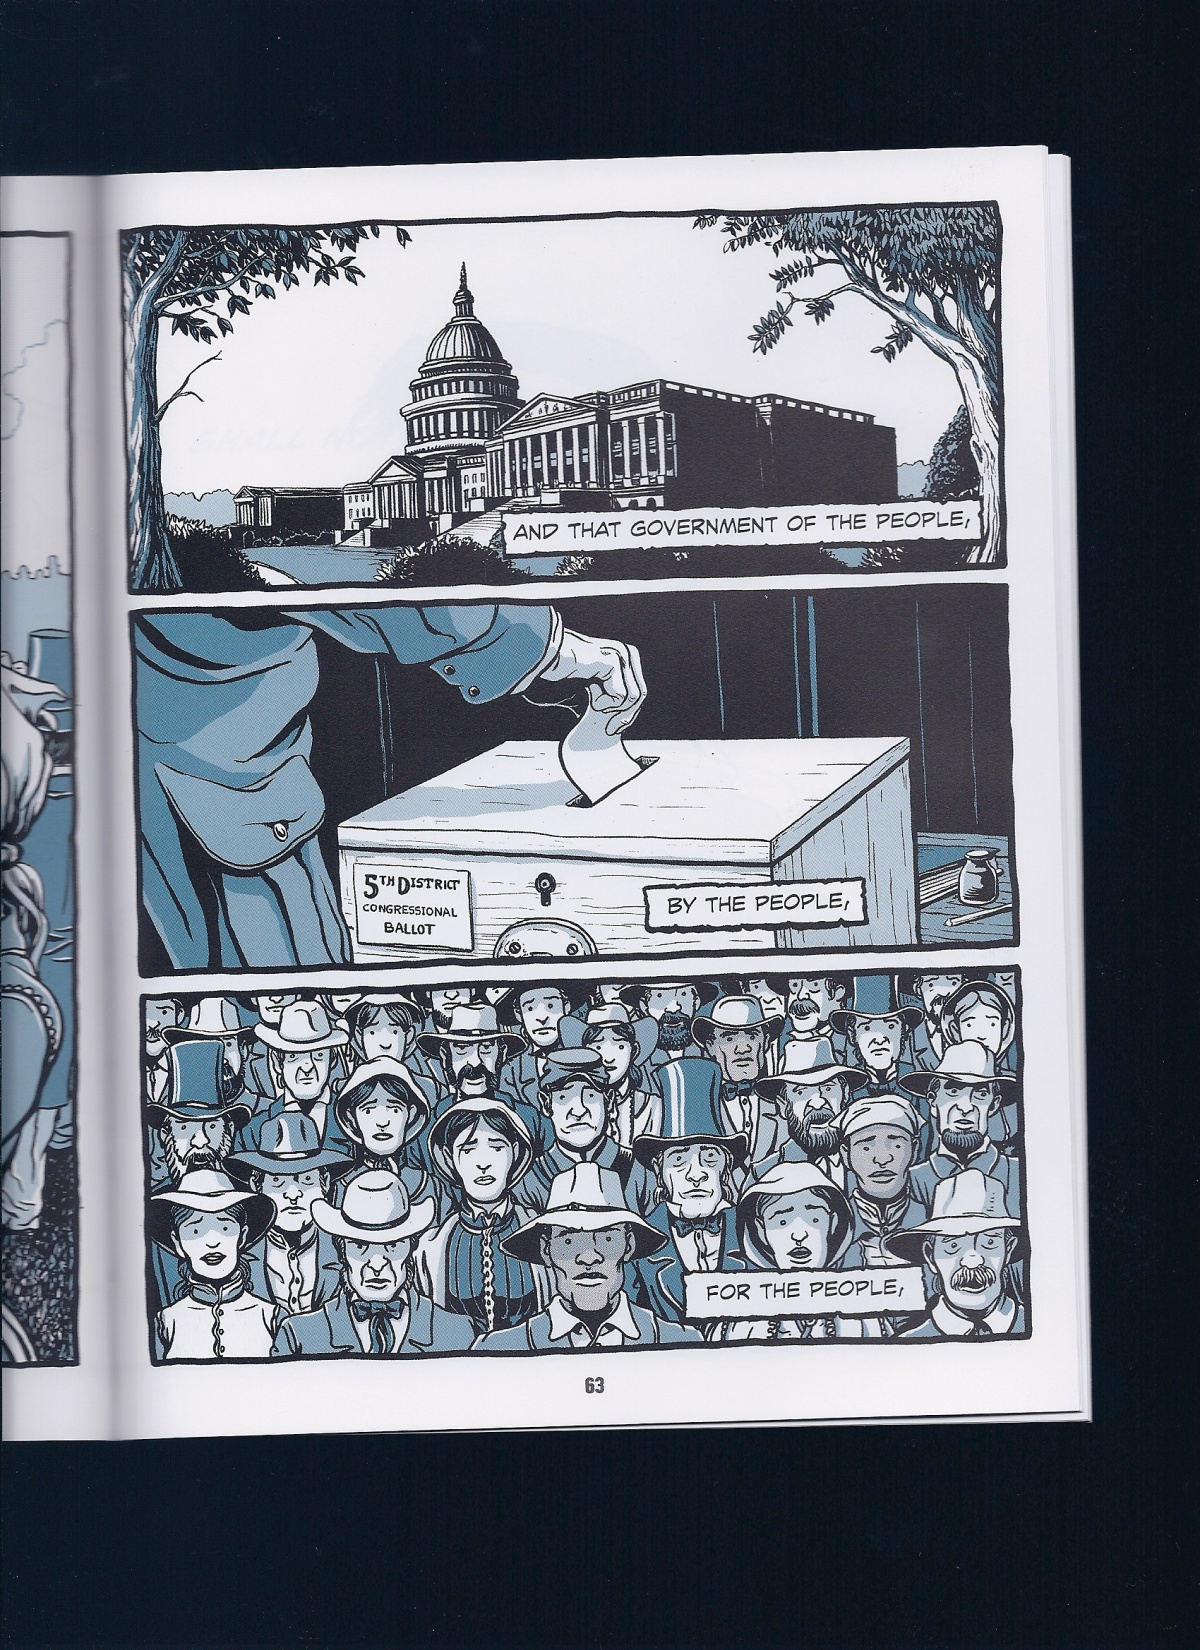 AND THAT GOVERNMENT OF THE PEOPLE,
5TH DISTRICT
CONGRESSIONAL
BALLOT
BY THE PEOPLE,
FOR THE PEOPLE,
63